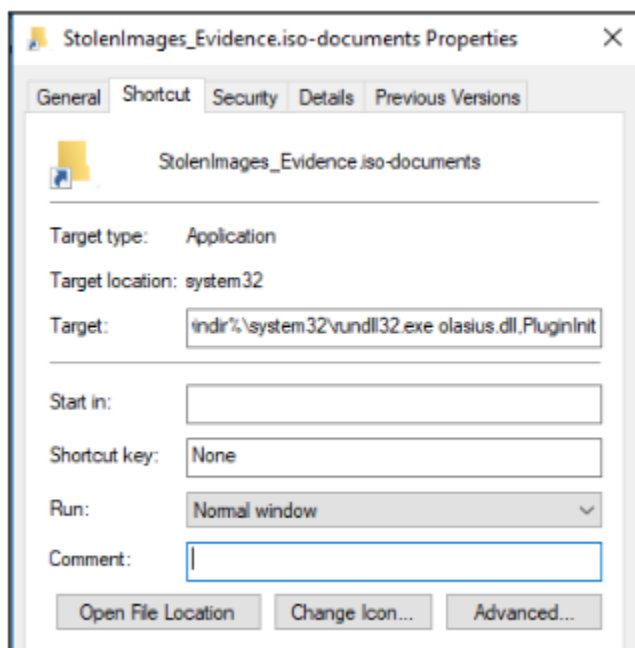 StolenImages_Evidence.iso-documents Properties
General Shortcut Security Details Previous Versions
StolenImages_Evidence.iso-documents
Target type: Application
Target location: system32
Target: indir%\system32\rundll32.exe olasius.dll,PluginInit
Start in:
Shortcut key: None
Run: Normal window
Comment:
Open File Location Change Icon... Advanced...